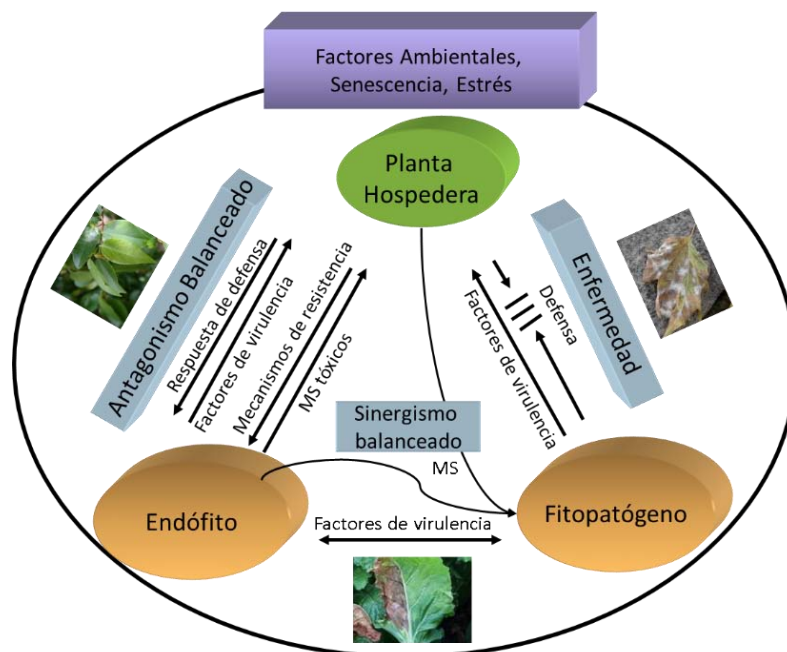 Factores Ambientales,
Senescencia, Estrés
Planta
Hospedera
Antagonismo Balanceado
Respuesta de defensa
Factores de virulencia
Mecanismos de resistencia
MS tóxicos
Factores de virulencia
Defensa
Enfermedad
Sinergismo
balanceado
MS
Endófito
Fitopatógeno
Factores de virulencia